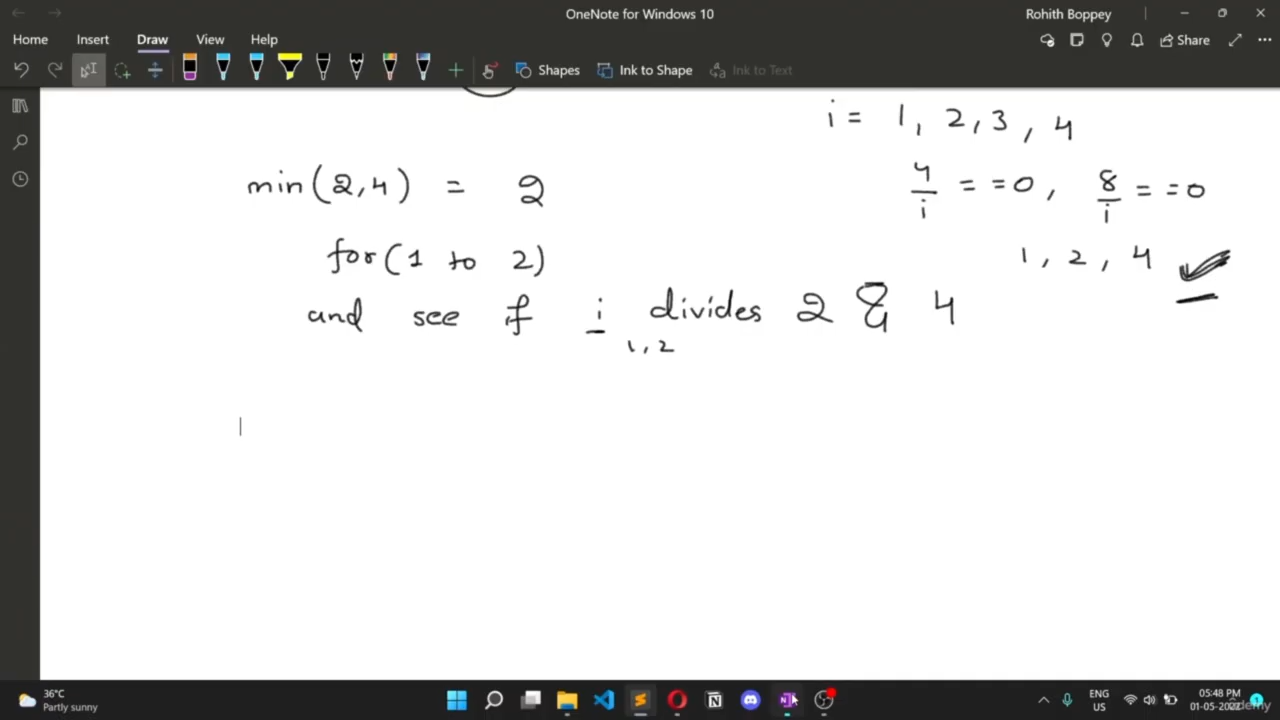 OneNote for Windows 10
Rohith Boppey
Home Insert Draw View Help
Share
Shapes Ink to Shape Ink to Text
i = 1, 2, 3, 4
min(2,4) = 2
4/i = = 0, 8/i = = 0
for(1 to 2)
1, 2, 4
and see if i divides 2 & 4
1, 2
36°C
Partly sunny
ENG
US
05:48 PM
01-05-2022
udemy